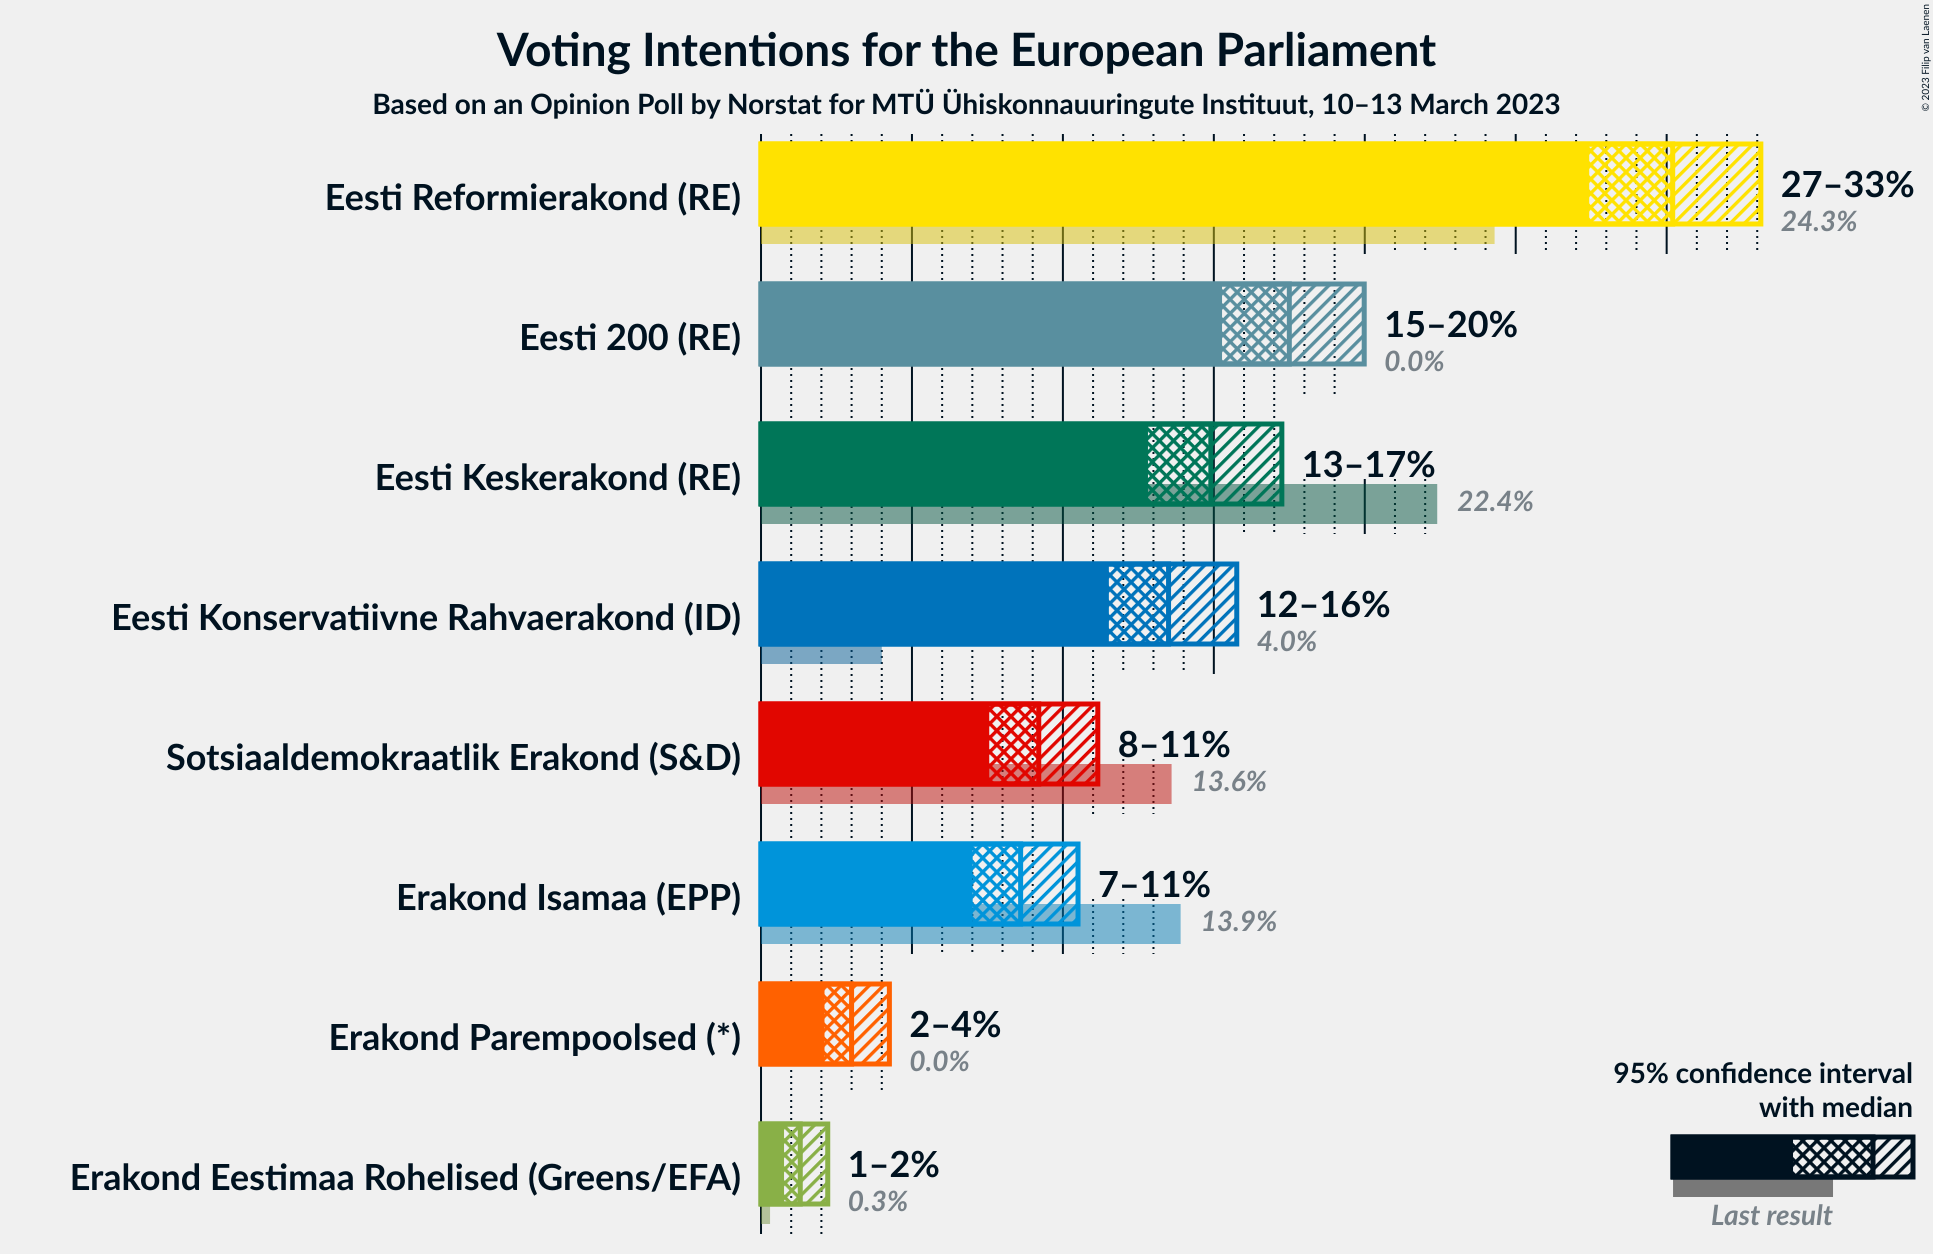 Voting Intentions for the European Parliament
Based on an Opinion Poll by Norstat for MTÜ Ühiskonnauuringute Instituut, 10–13 March 2023
© 2023 Filip van Laenen
Eesti Reformierakond (RE)
27–33%
24.3%
Eesti 200 (RE)
15–20%
0.0%
Eesti Keskerakond (RE)
13–17%
22.4%
Eesti Konservatiivne Rahvaerakond (ID)
12–16%
4.0%
Sotsiaaldemokraatlik Erakond (S&D)
8–11%
13.6%
Erakond Isamaa (EPP)
7–11%
13.9%
Erakond Parempoolsed (*)
2–4%
0.0%
Erakond Eestimaa Rohelised (Greens/EFA)
1–2%
0.3%
95% confidence interval
with median
Last result